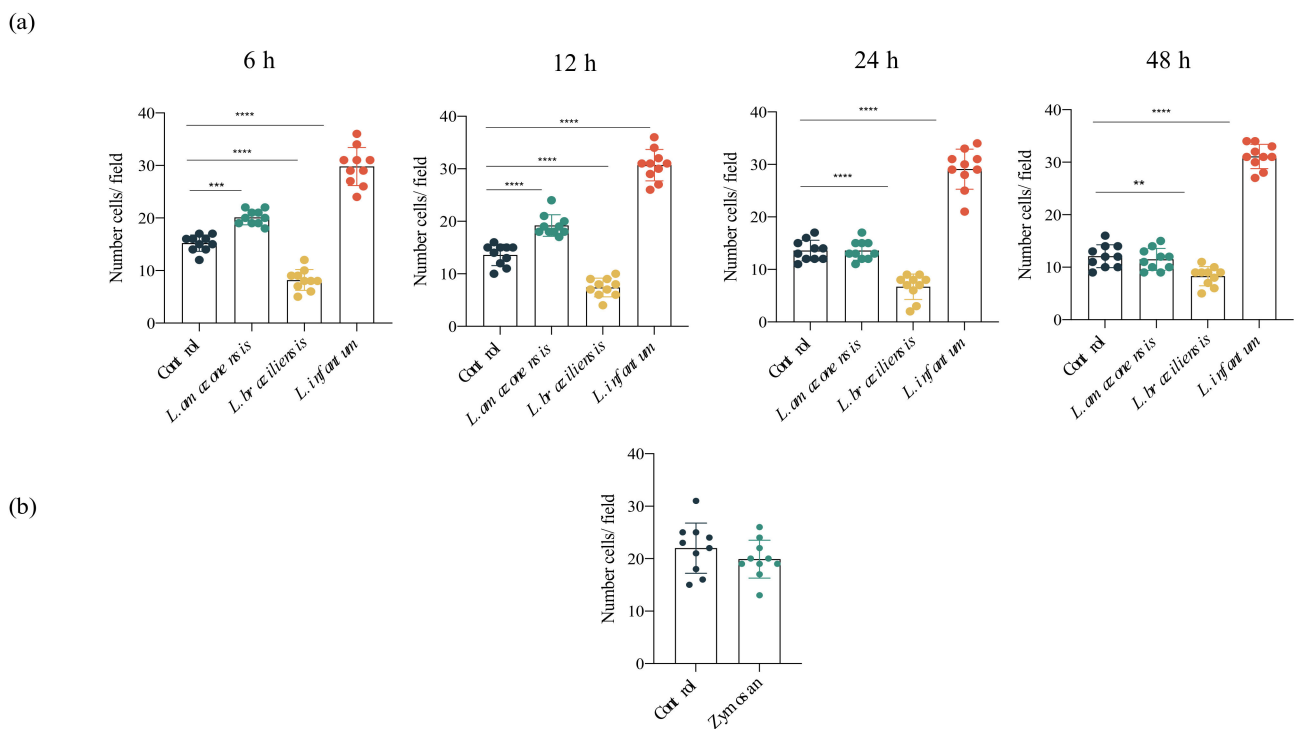 (a)
6 h
12 h
24 h
48 h
Number cells/ field
40
30
20
10
0
****
****
***
Control
L. amazonensis
L. braziliensis
L. infantum
Number cells/ field
40
30
20
10
0
****
****
****
Control
L. amazonensis
L. braziliensis
L. infantum
Number cells/ field
40
30
20
10
0
****
****
Control
L. amazonensis
L. braziliensis
L. infantum
Number cells/ field
40
30
20
10
0
****
**
Control
L. amazonensis
L. braziliensis
L. infantum
(b)
Number cells/ field
40
30
20
10
0
Control
Zymosan